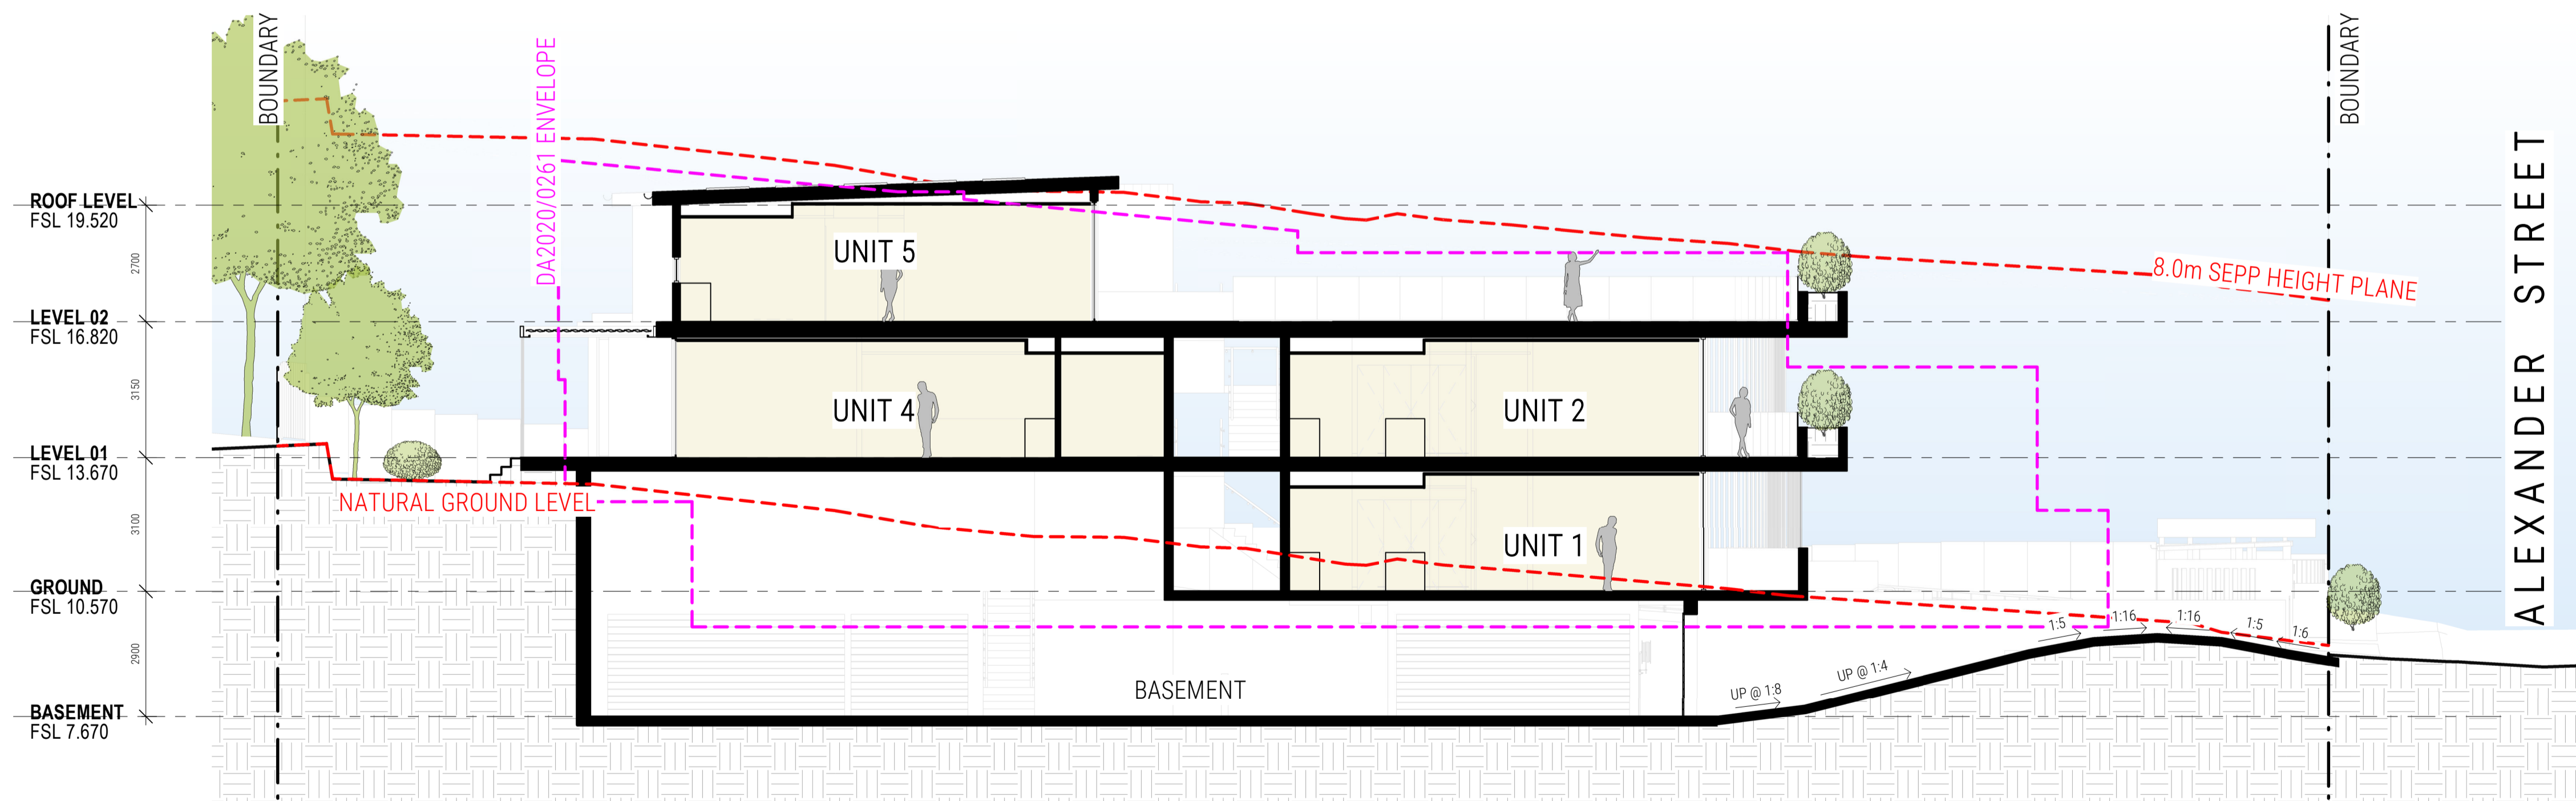 BOUNDARY
DA2020/0261 ENVELOPE
BOUNDARY
ALEXANDER STREET
ROOF LEVEL
FSL 19.520
2700
UNIT 5
8.0m SEPP HEIGHT PLANE
LEVEL 02
FSL 16.820
3150
UNIT 4
UNIT 2
LEVEL 01
FSL 13.670
NATURAL GROUND LEVEL
3100
UNIT 1
GROUND
FSL 10.570
2900
1:5
1:16
1:16
1:5
1:6
BASEMENT
UP @ 1:8
UP @ 1:4
BASEMENT
FSL 7.670